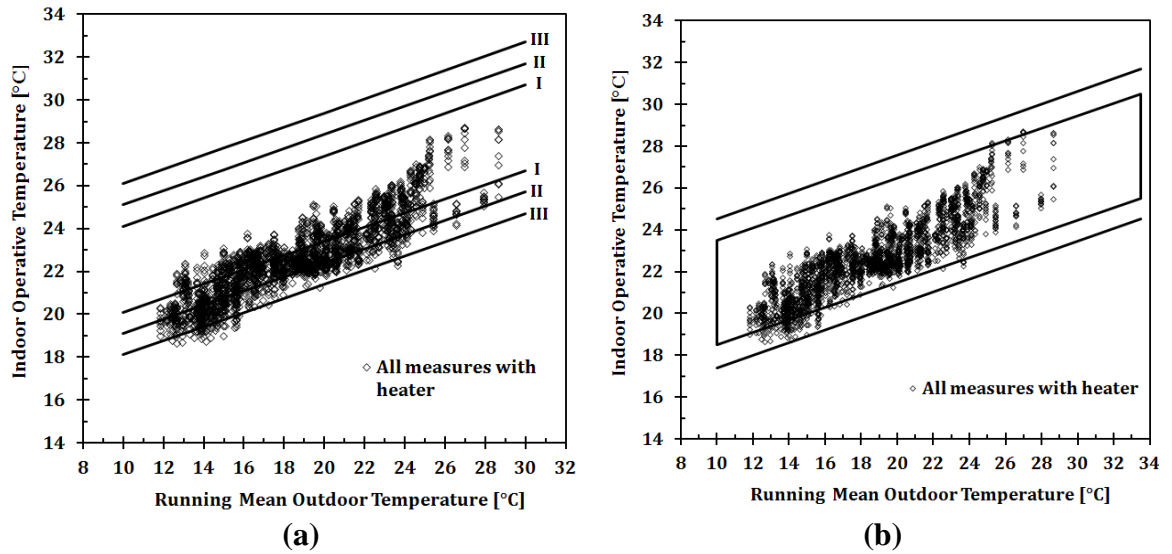 34
32
30
28
26
24
22
20
18
16
14
III
II
I
I
II
III
All measures with
heater
8 10 12 14 16 18 20 22 24 26 28 30 32
Running Mean Outdoor Temperature [°C]
Indoor Operative Temperature [°C]
(a)
34
32
30
28
26
24
22
20
18
16
14
All measures with heater
8 10 12 14 16 18 20 22 24 26 28 30 32 34
Running Mean Outdoor Temperature [°C]
Indoor Operative Temperature [°C]
(b)